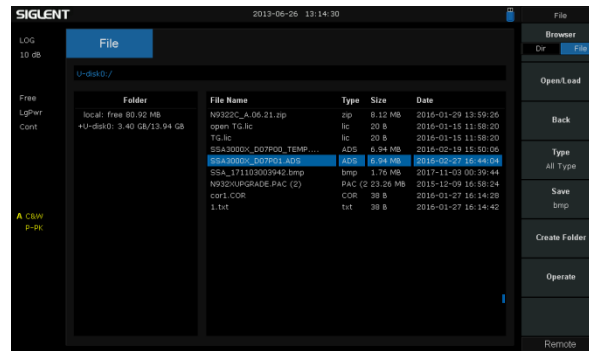 SIGLENT 2013-06-26 13:14:30 File
LOG
10 dB
Free
LgPwr
Cont
A C&W
P-PK
File
U-disk0:/
Folder
local: free 80.92 MB
+U-disk0: 3.40 GB/13.94 GB
File Name Type Size Date
N9322C_A.06.21.zip zip 8.12 MB 2016-01-29 13:59:26
open TG.lic lic 20 B 2016-01-15 11:58:20
TG.lic lic 20 B 2016-01-15 11:58:20
SSA3000X_D07P00_TEMP.... ADS 6.94 MB 2016-02-19 15:50:06
SSA3000X_D07P01.ADS ADS 6.94 MB 2016-02-27 16:44:04
SSA_171103003942.bmp bmp 1.76 MB 2017-11-03 00:39:44
N932XUPGRADE.PAC (2) PAC (2 23.26 MB 2015-12-09 16:58:24
cor1.COR COR 38 B 2016-01-27 16:14:28
1.txt txt 38 B 2016-01-27 16:14:42
Browser
Dir File
Open/Load
Back
Type
All Type
Save
bmp
Create Folder
Operate
Remote